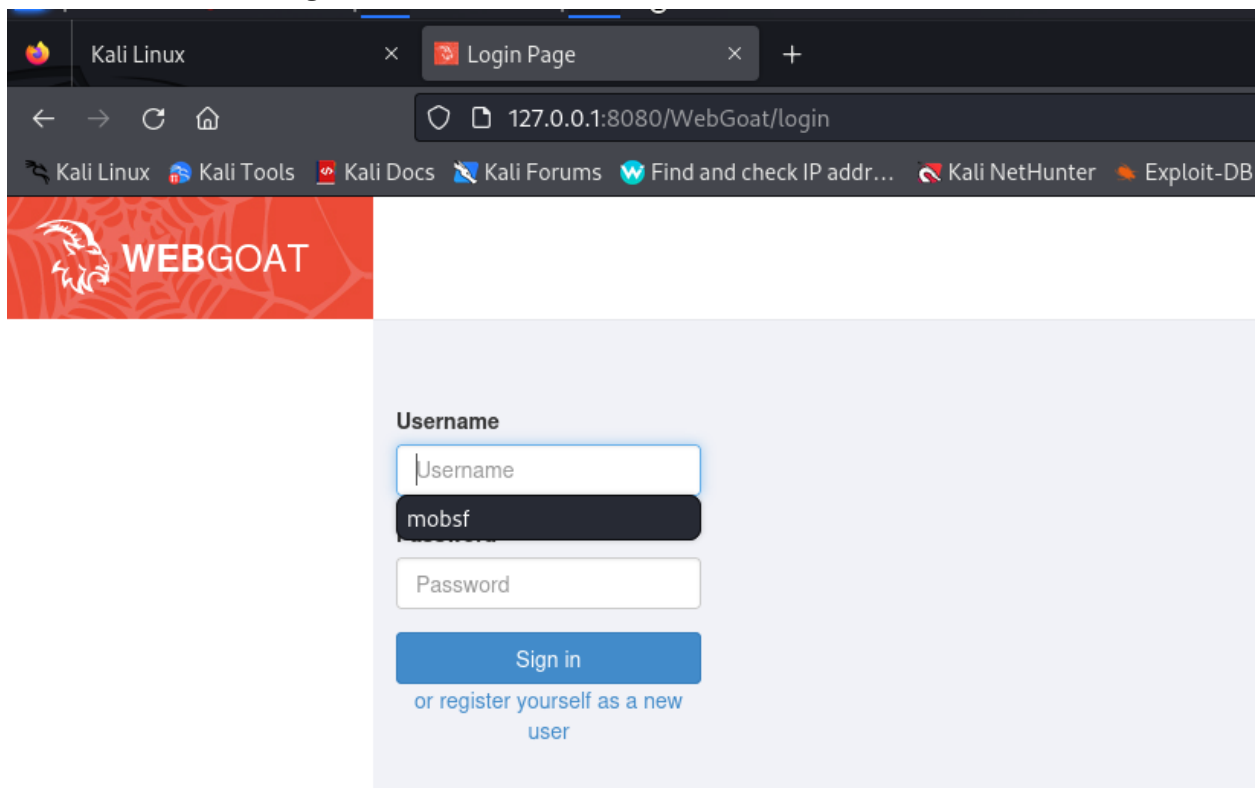 Kali Linux
Login Page
127.0.0.1:8080/WebGoat/login
Kali Linux Kali Tools Kali Docs Kali Forums Find and check IP addr… Kali NetHunter Exploit-DB
WEBGOAT
Username
Username
mobsf
Password
Sign in
or register yourself as a new
user